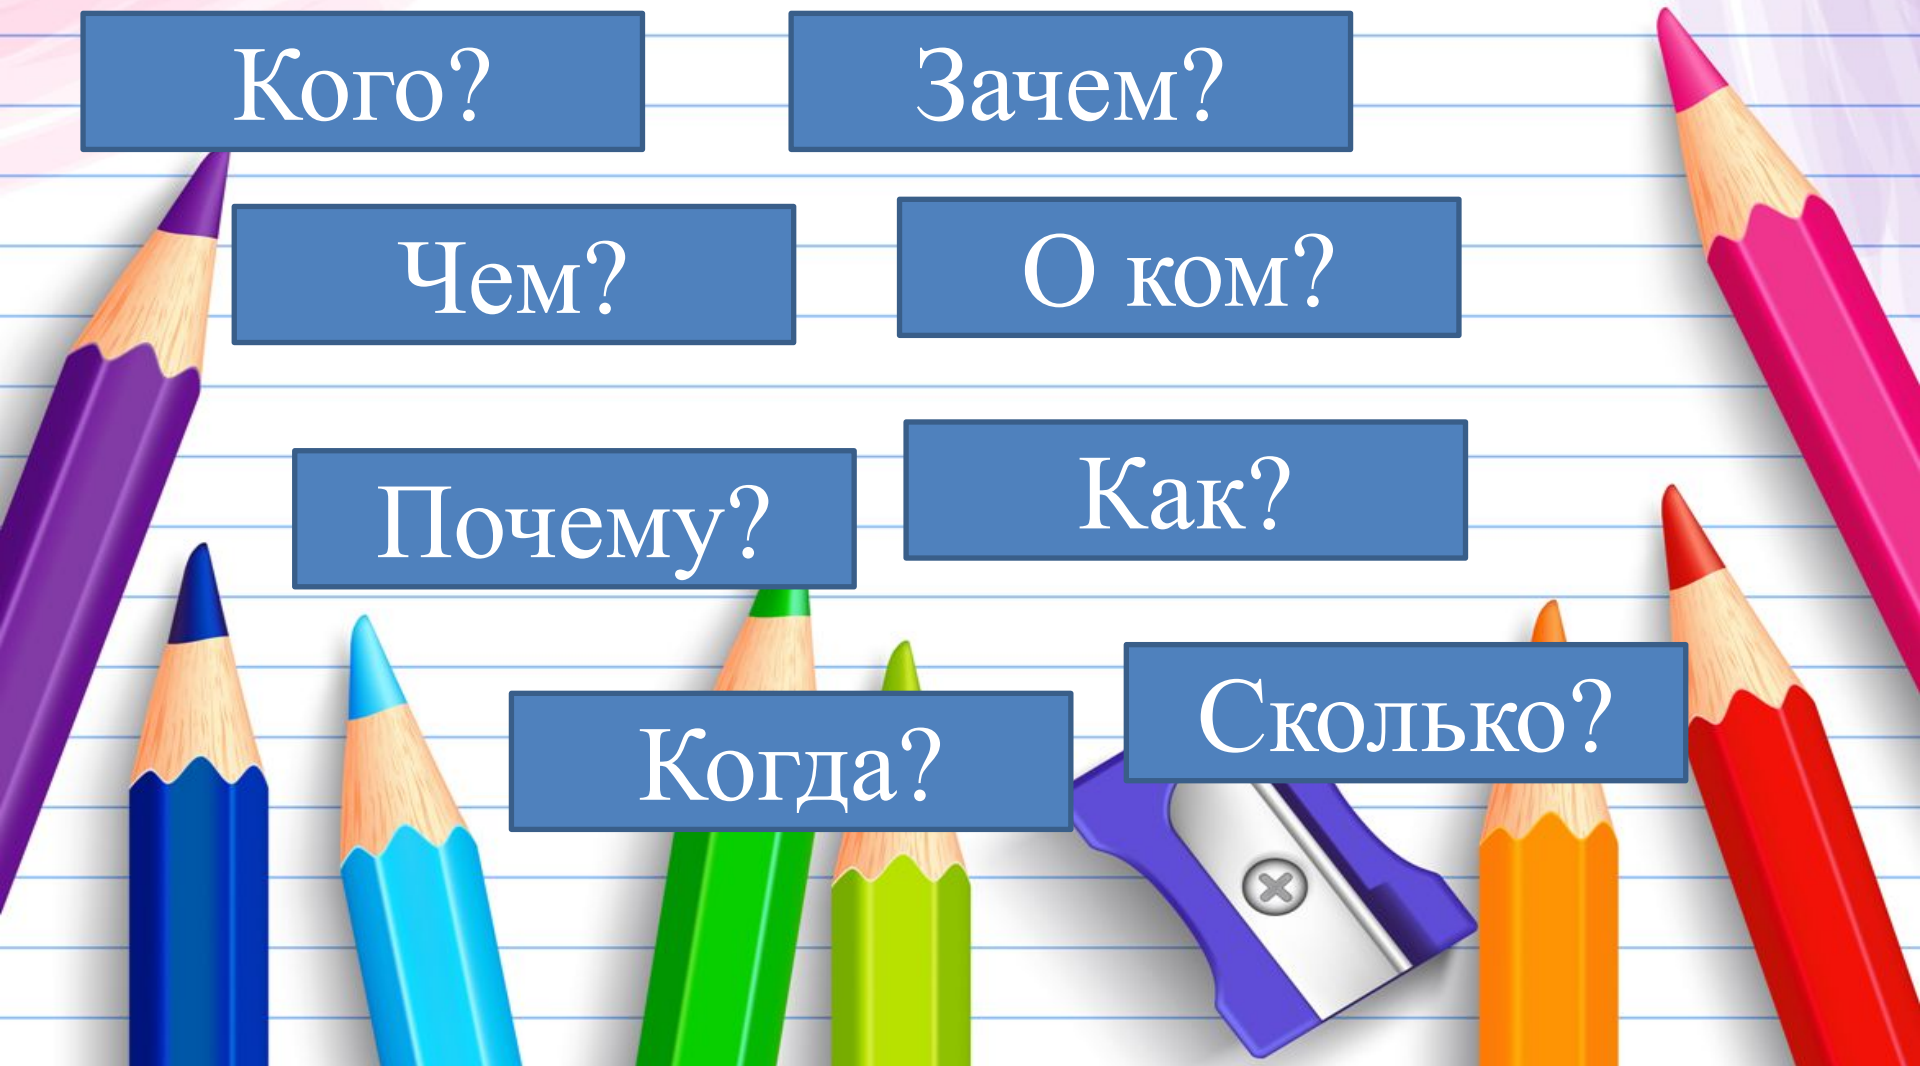 Кого?
Зачем?
Чем?
О ком?
Почему?
Как?
Когда?
Сколько?